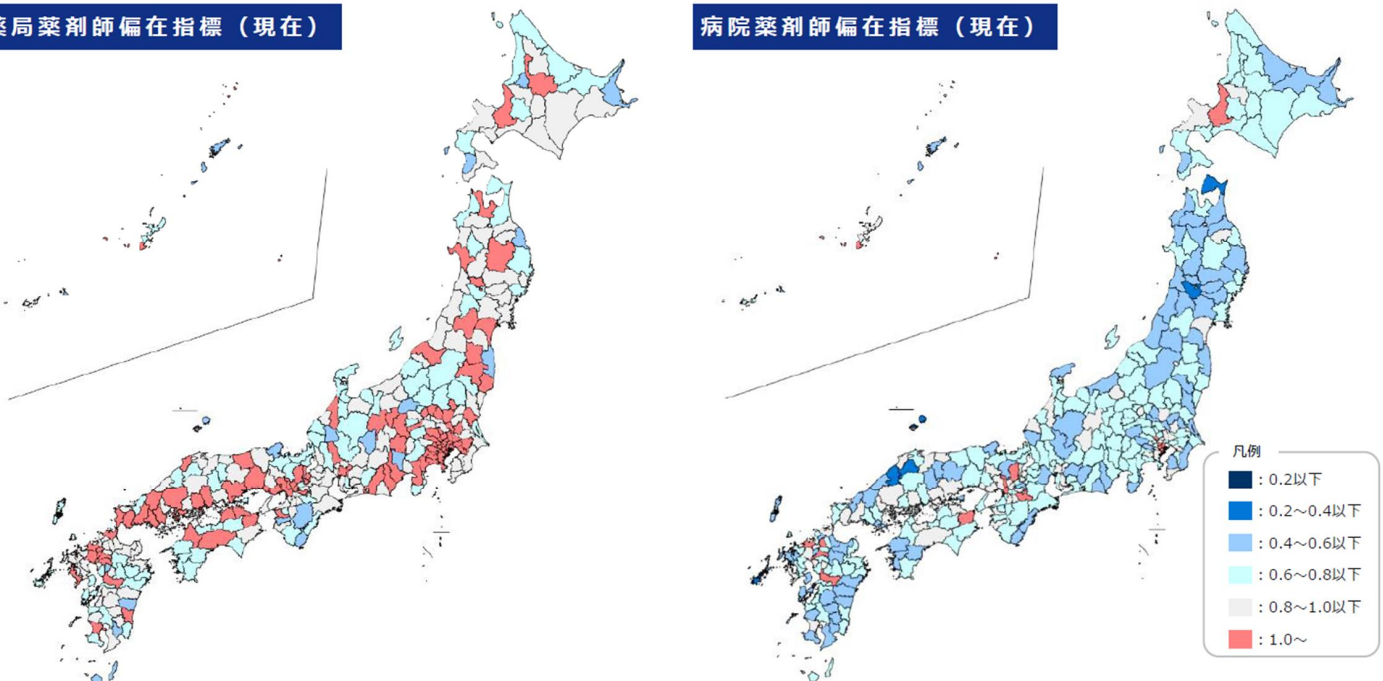 薬局薬剤師偏在指標（現在）
病院薬剤師偏在指標（現在）
凡例
：0.2以下
：0.2～0.4以下
：0.4～0.6以下
：0.6～0.8以下
：0.8～1.0以下
：1.0～